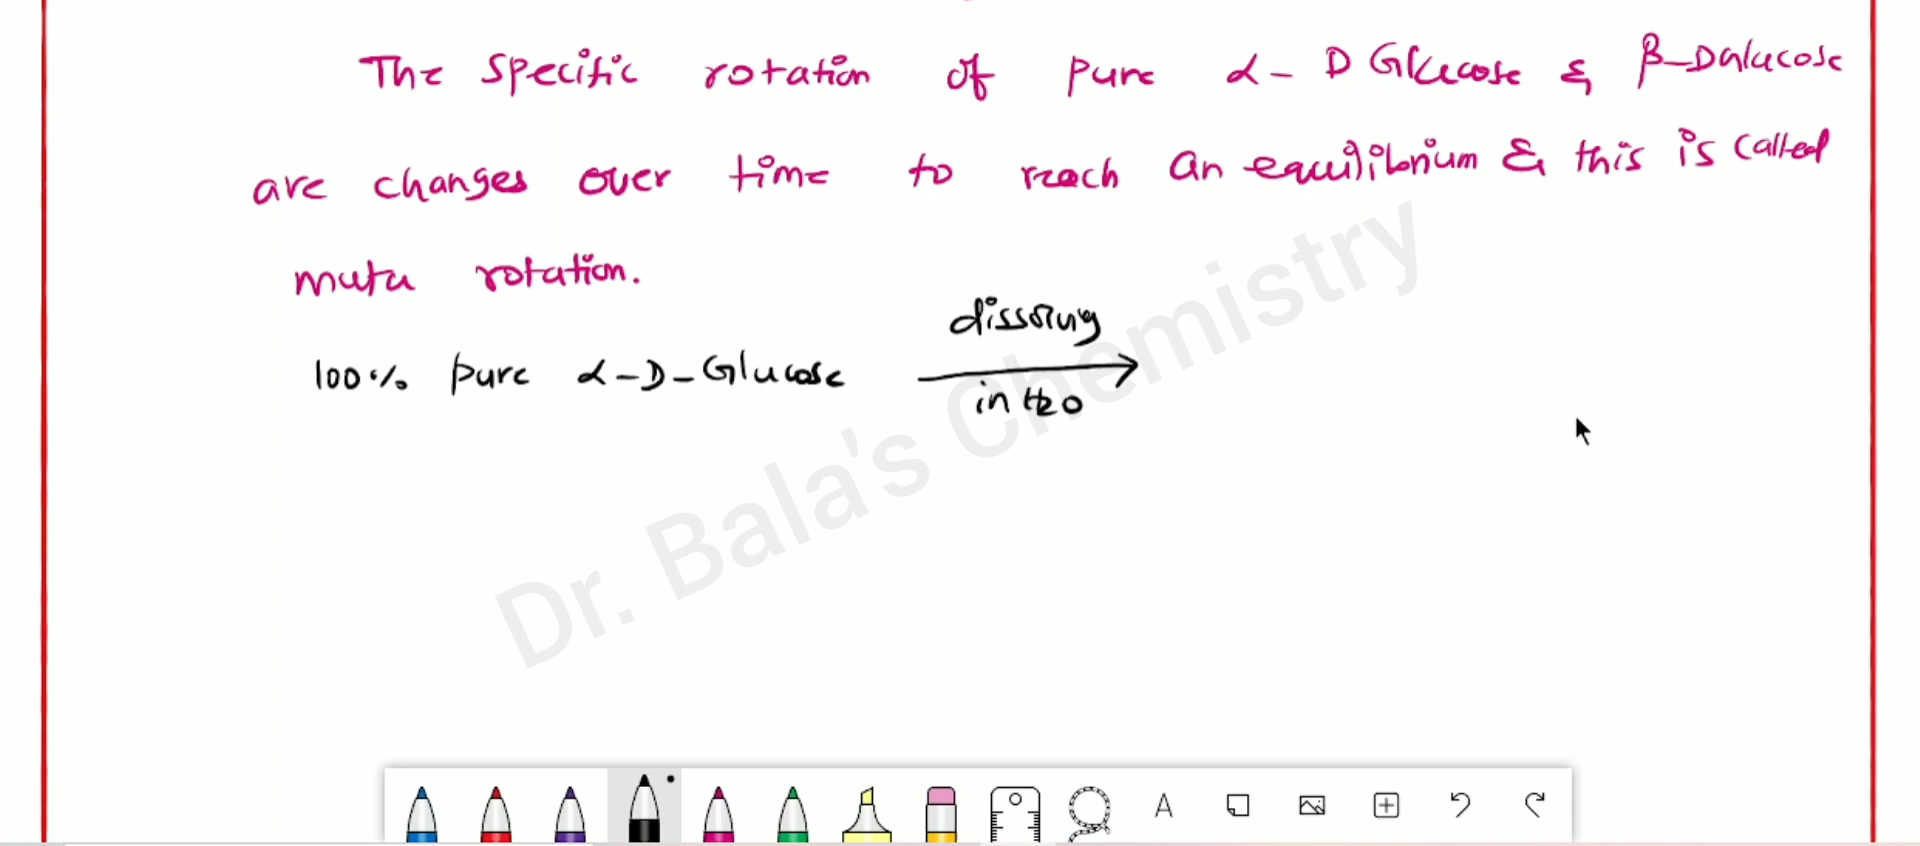 The specific rotation of pure α- D Glucose & β-D Glucose
are changes over time to reach an equilibrium & this is called
muta rotation.
dissolving
100% pure α-D-Glucose
in H2O
Dr. Bala's Chemistry
A